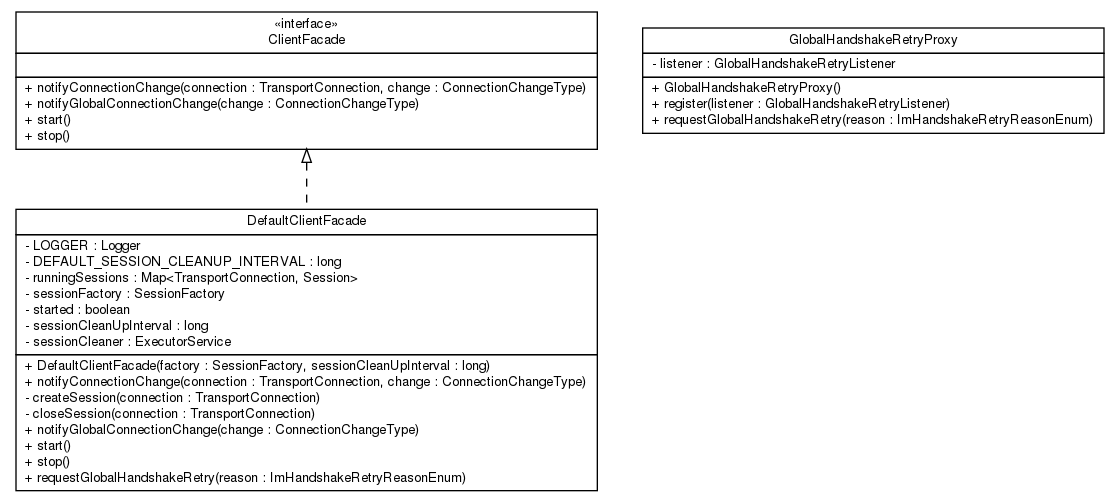 «interface»
ClientFacade
+ notifyConnectionChange(connection : TransportConnection, change : ConnectionChangeType)
+ notifyGlobalConnectionChange(change : ConnectionChangeType)
+ start()
+ stop()
GlobalHandshakeRetryProxy
- listener : GlobalHandshakeRetryListener
+ GlobalHandshakeRetryProxy()
+ register(listener : GlobalHandshakeRetryListener)
+ requestGlobalHandshakeRetry(reason : ImHandshakeRetryReasonEnum)
DefaultClientFacade
- LOGGER : Logger
- DEFAULT_SESSION_CLEANUP_INTERVAL : long
- runningSessions : Map<TransportConnection, Session>
- sessionFactory : SessionFactory
- started : boolean
- sessionCleanUpInterval : long
- sessionCleaner : ExecutorService
+ DefaultClientFacade(factory : SessionFactory, sessionCleanUpInterval : long)
+ notifyConnectionChange(connection : TransportConnection, change : ConnectionChangeType)
- createSession(connection : TransportConnection)
- closeSession(connection : TransportConnection)
+ notifyGlobalConnectionChange(change : ConnectionChangeType)
+ start()
+ stop()
+ requestGlobalHandshakeRetry(reason : ImHandshakeRetryReasonEnum)